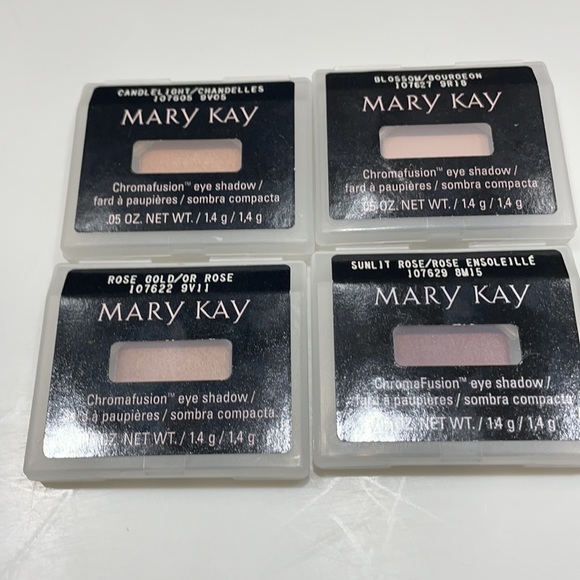 CANDLELIGHT/CHANDELLES
107605 9V05
MARY KAY
Chromafusion™ eye shadow /
fard à paupières / sombra compacta
.05 OZ. NET WT. / 1.4 g / 1,4 g
BLOSSOM/BOURGEON
107627 9R18
MARY KAY
Chromafusion™ eye shadow /
fard à paupières / sombra compacta
.05 OZ. NET WT. / 1.4 g / 1,4 g
ROSE GOLD/OR ROSE
107622 9V11
MARY KAY
Chromafusion™ eye shadow /
fard à paupières / sombra compacta
.05 OZ. NET WT. / 1.4 g / 1,4 g
SUNLIT ROSE/ROSE ENSOLEILLÉ
107629 8M15
MARY KAY
ChromaFusion™ eye shadow /
fard à paupières / sombra compacta
OZ. NET WT. / 1.4 g / 1,4 g